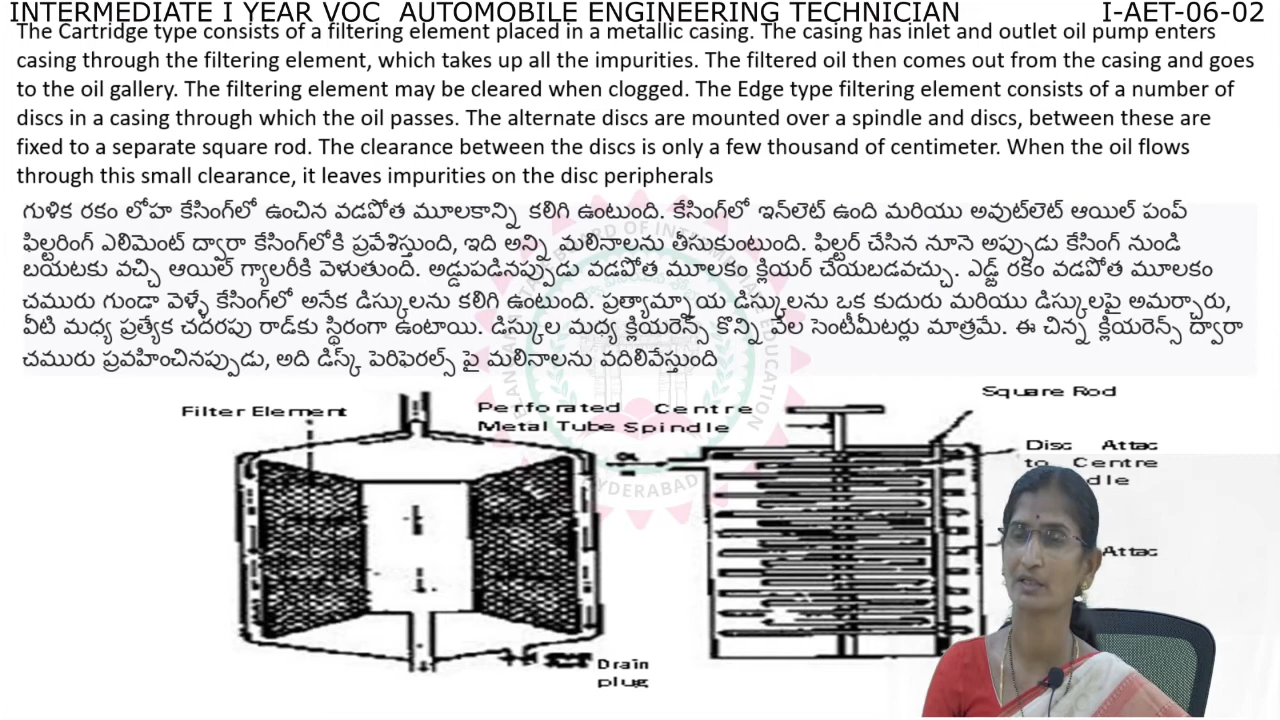 INTERMEDIATE I YEAR VOC  AUTOMOBILE ENGINEERING TECHNICIAN I-AET-06-02
The Cartridge type consists of a filtering element placed in a metallic casing. The casing has inlet and outlet oil pump enters
casing through the filtering element, which takes up all the impurities. The filtered oil then comes out from the casing and goes
to the oil gallery. The filtering element may be cleared when clogged. The Edge type filtering element consists of a number of
discs in a casing through which the oil passes. The alternate discs are mounted over a spindle and discs, between these are
fixed to a separate square rod. The clearance between the discs is only a few thousand of centimeter. When the oil flows
through this small clearance, it leaves impurities on the disc peripherals
గుళిక రకం లోహ కేసింగ్‌లో ఉంచిన వడపోత మూలకాన్ని కలిగి ఉంటుంది. కేసింగ్‌లో ఇన్‌లెట్ ఉంది మరియు అవుట్‌లెట్ ఆయిల్ పంప్
ఫిల్టరింగ్ ఎలిమెంట్ ద్వారా కేసింగ్‌లోకి ప్రవేశిస్తుంది, ఇది అన్ని మలినాలను తీసుకుంటుంది. ఫిల్టర్ చేసిన నూనె అప్పుడు కేసింగ్ నుండి
బయటకు వచ్చి ఆయిల్ గ్యాలరీకి వెళుతుంది. అడ్డుపడినప్పుడు వడపోత మూలకం క్లియర్ చేయబడవచ్చు. ఎడ్జ్ రకం వడపోత మూలకం
చమురు గుండా వెళ్ళే కేసింగ్‌లో అనేక డిస్కులను కలిగి ఉంటుంది. ప్రత్యామ్నాయ డిస్కులను ఒక కుదురు మరియు డిస్కులపై అమర్చారు,
వీటి మధ్య ప్రత్యేక చదరపు రాడ్‌కు స్థిరంగా ఉంటాయి. డిస్కుల మధ్య క్లియరెన్స్ కొన్ని వేల సెంటీమీటర్లు మాత్రమే. ఈ చిన్న క్లియరెన్స్ ద్వారా
చమురు ప్రవహించినప్పుడు, అది డిస్క్ పెరిఫెరల్స్ పై మలినాలను వదిలివేస్తుంది
Filter Element
Perforated
Metal Tube
Centre
Spindle
Square Rod
Disc Attac
to Centre
dle
Attac
Drain
plug
BOARD OF INTERMEDIATE EDUCATION
HYDERABAD